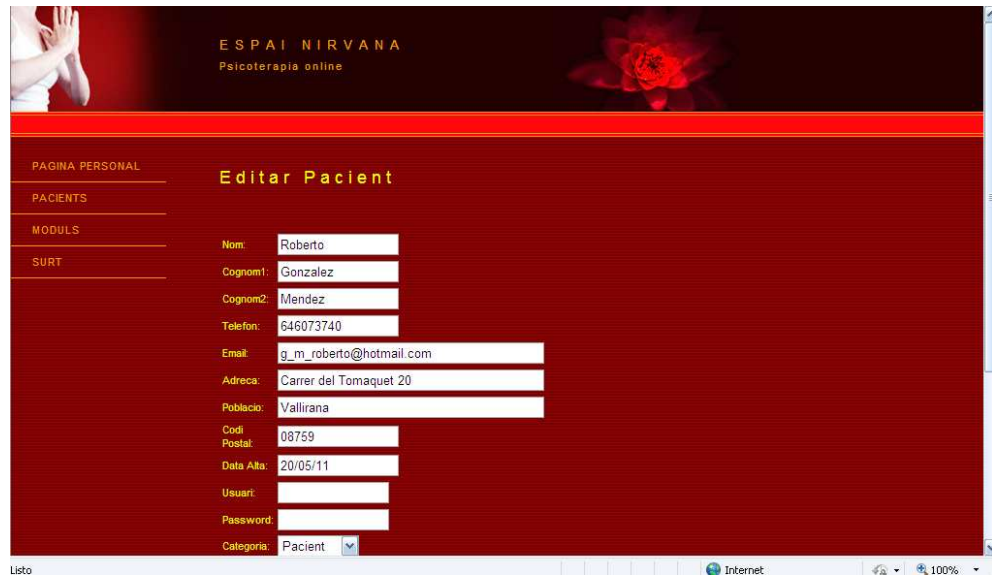 ESPAI NIRVANA
Psicoterapia online
PAGINA PERSONAL
PACIENTS
MODULS
SURT
Editar Pacient
Nom: Roberto
Cognom1: Gonzalez
Cognom2: Mendez
Telefon: 646073740
Email: g_m_roberto@hotmail.com
Adreca: Carrer del Tomaquet 20
Poblacio: Vallirana
Codi Postal: 08759
Data Alta: 20/05/11
Usuari:
Password:
Categoria: Pacient
Listo Internet 100%